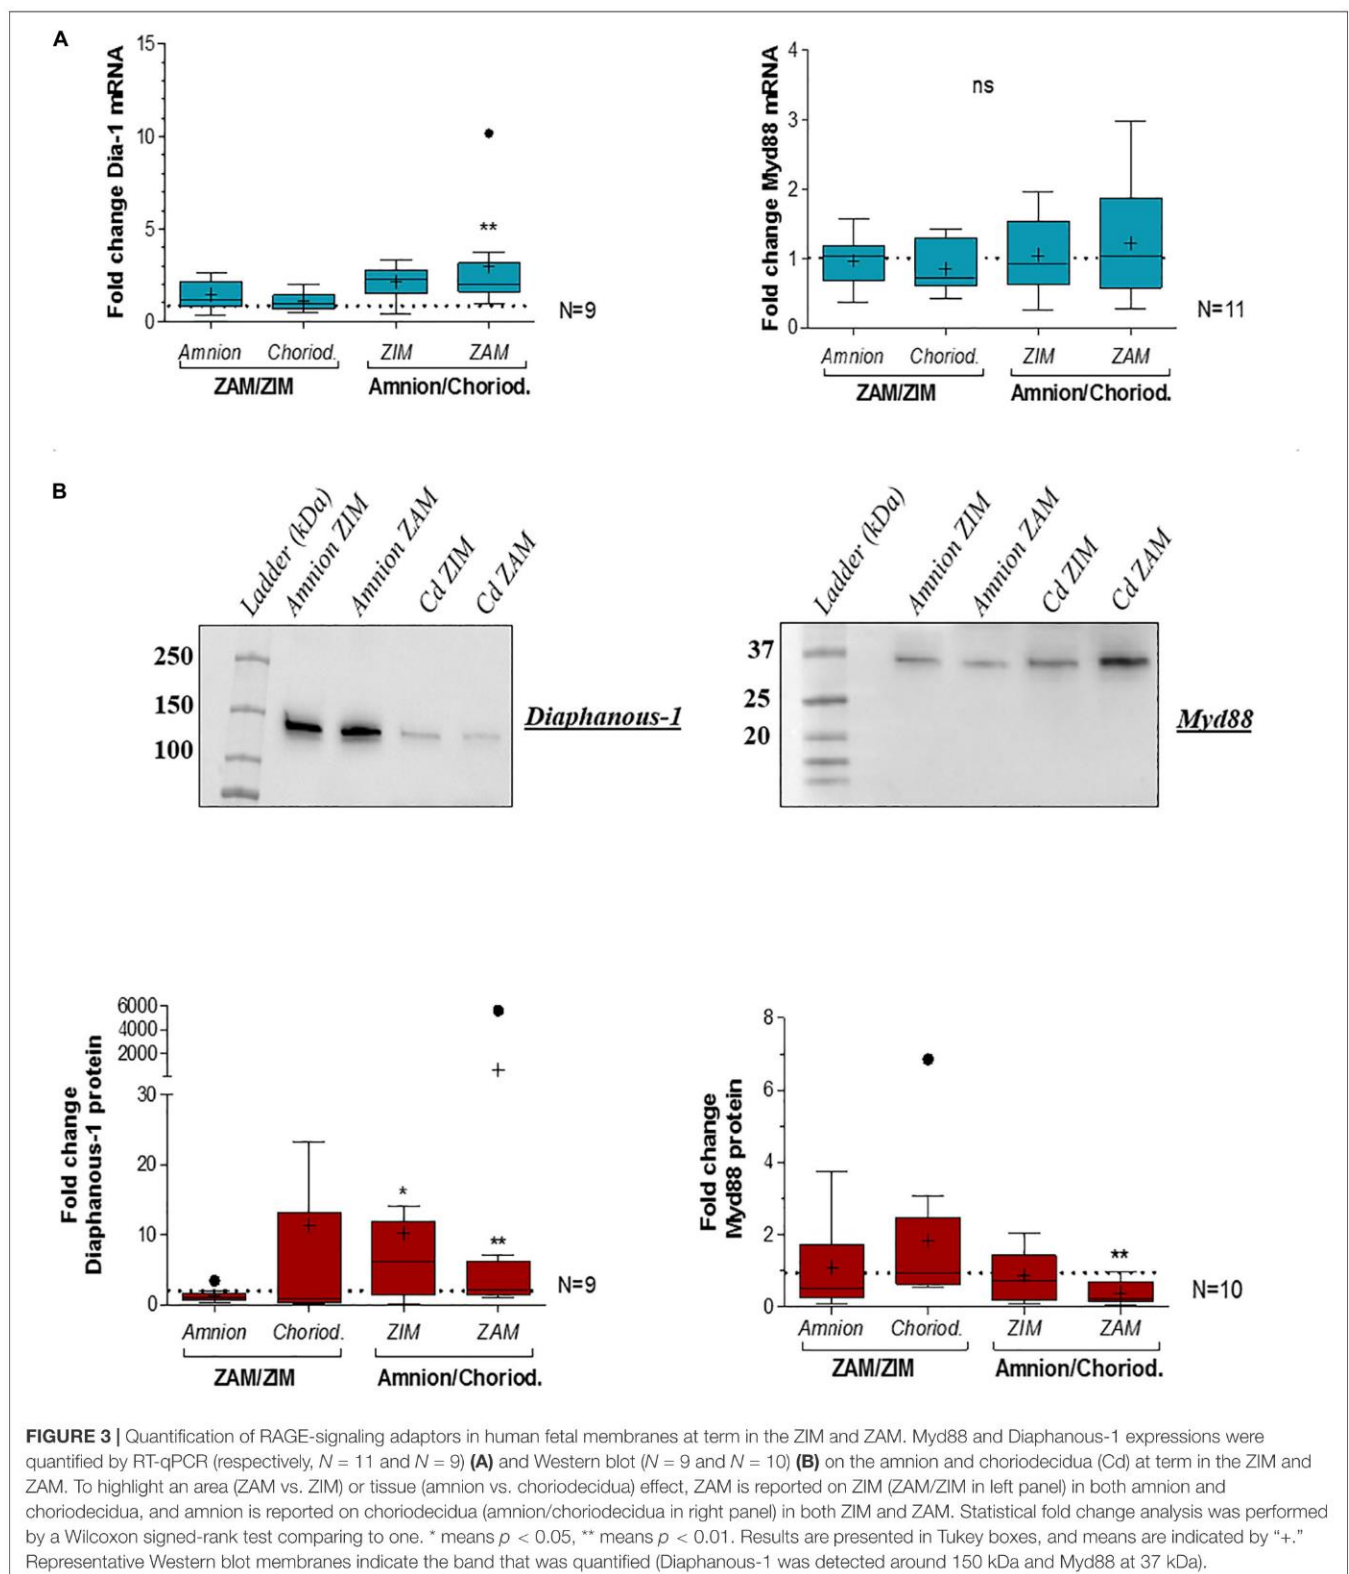 A
Fold change Dia-1 mRNA
15
10
5
0
**
N=9
Amnion Choriod. ZIM ZAM
ZAM/ZIM Amnion/Choriod.
Fold change Myd88 mRNA
4
3
2
1
0
ns
N=11
Amnion Choriod. ZIM ZAM
ZAM/ZIM Amnion/Choriod.
B
Ladder (kDa)
Amnion ZIM
Amnion ZAM
Cd ZIM
Cd ZAM
250
150
100
Diaphanous-1
Ladder (kDa)
Amnion ZIM
Amnion ZAM
Cd ZIM
Cd ZAM
37
25
20
Myd88
Fold change
Diaphanous-1 protein
6000
4000
2000
30
20
10
0
*
**
N=9
Amnion Choriod. ZIM ZAM
ZAM/ZIM Amnion/Choriod.
Fold change
Myd88 protein
8
6
4
2
0
**
N=10
Amnion Choriod. ZIM ZAM
ZAM/ZIM Amnion/Choriod.
FIGURE 3 | Quantification of RAGE-signaling adaptors in human fetal membranes at term in the ZIM and ZAM. Myd88 and Diaphanous-1 expressions were
quantified by RT-qPCR (respectively, N = 11 and N = 9) (A) and Western blot (N = 9 and N = 10) (B) on the amnion and choriodecidua (Cd) at term in the ZIM and
ZAM. To highlight an area (ZAM vs. ZIM) or tissue (amnion vs. choriodecidua) effect, ZAM is reported on ZIM (ZAM/ZIM in left panel) in both amnion and
choriodecidua, and amnion is reported on choriodecidua (amnion/choriodecidua in right panel) in both ZIM and ZAM. Statistical fold change analysis was performed
by a Wilcoxon signed-rank test comparing to one. * means p < 0.05, ** means p < 0.01. Results are presented in Tukey boxes, and means are indicated by “+.”
Representative Western blot membranes indicate the band that was quantified (Diaphanous-1 was detected around 150 kDa and Myd88 at 37 kDa).